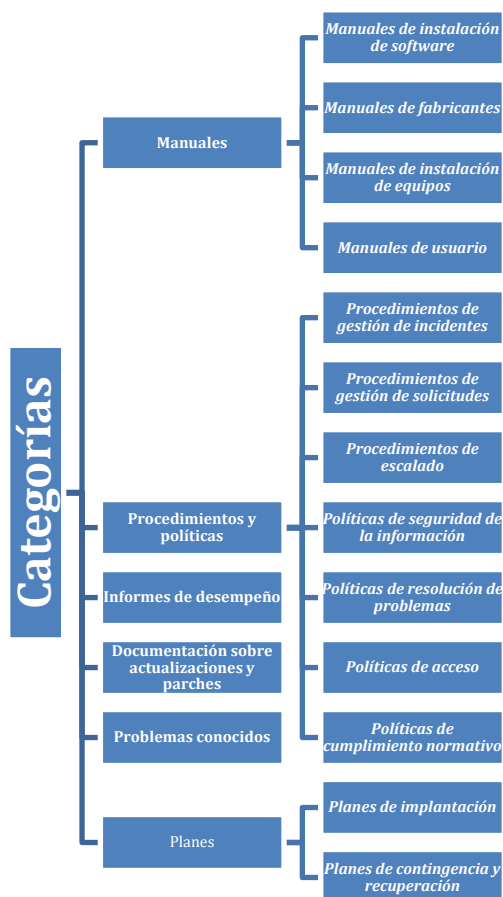 Categorías
Manuales
Manuales de instalación
de software
Manuales de fabricantes
Manuales de instalación
de equipos
Manuales de usuario
Procedimientos y
políticas
Procedimientos de
gestión de incidentes
Procedimientos de
gestión de solicitudes
Procedimientos de
escalado
Políticas de seguridad de
la información
Políticas de resolución de
problemas
Políticas de acceso
Políticas de
cumplimiento normativo
Informes de desempeño
Documentación sobre
actualizaciones y
parches
Problemas conocidos
Planes
Planes de implantación
Planes de contingencia y
recuperación